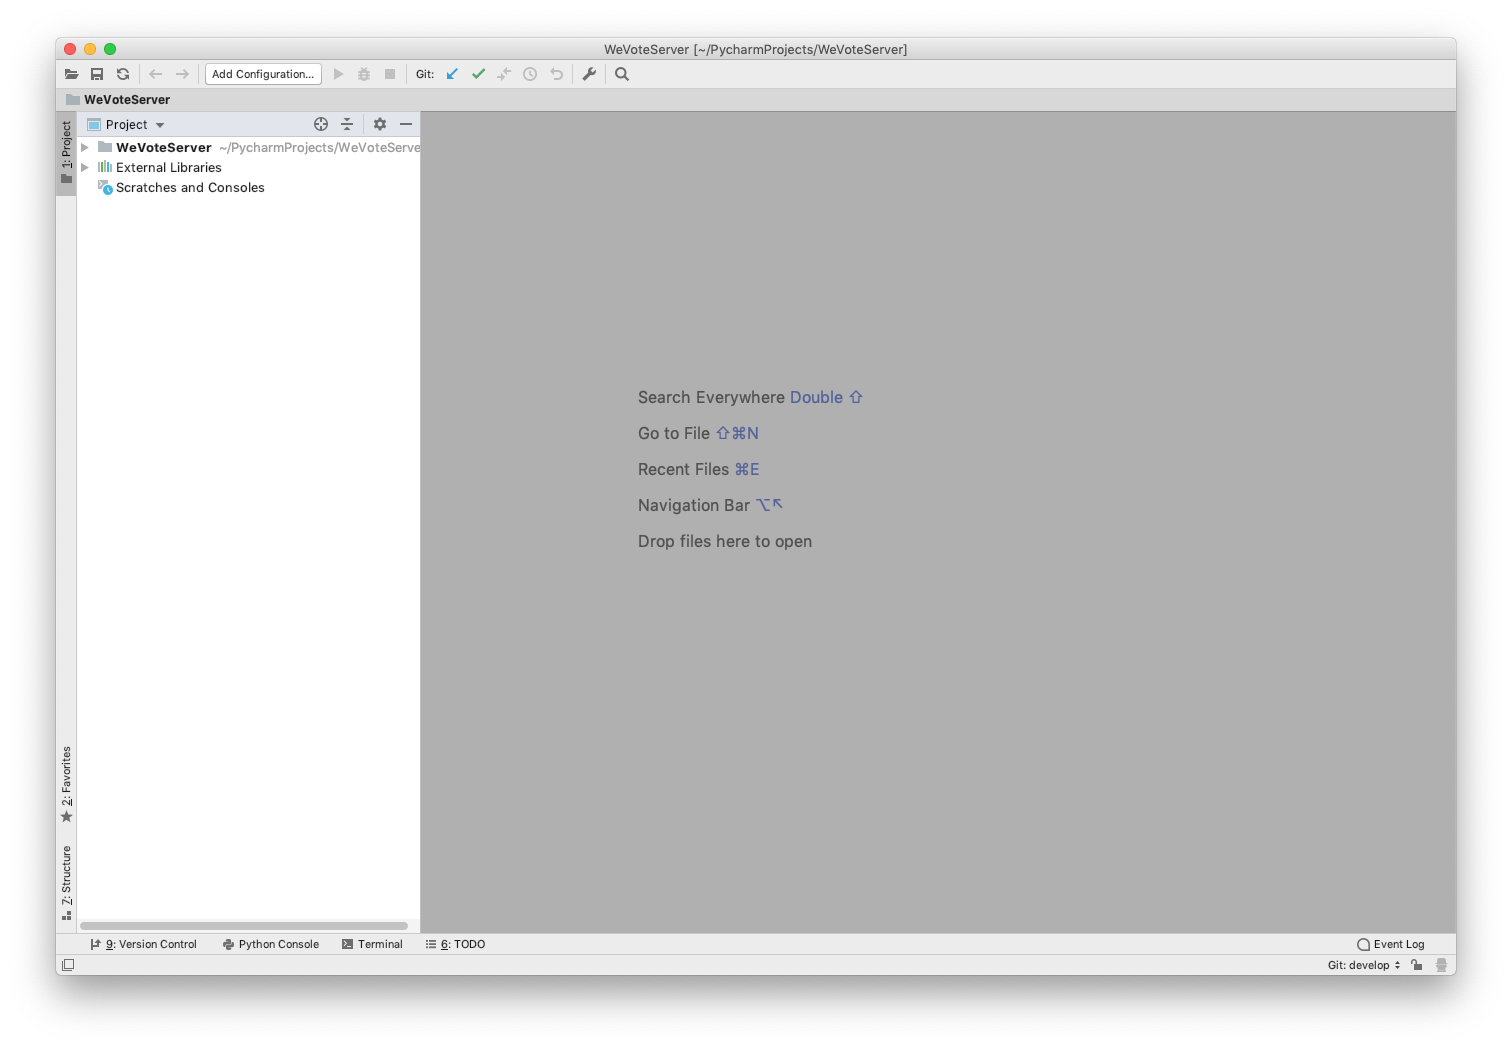 WeVoteServer [~/PycharmProjects/WeVoteServer]
Add Configuration...
Git:
WeVoteServer
1: Project
Project
WeVoteServer ~/PycharmProjects/WeVoteServe
External Libraries
Scratches and Consoles
Search Everywhere Double ⇧
Go to File ⇧⌘N
Recent Files ⌘E
Navigation Bar ⌥↖
Drop files here to open
2: Favorites
7: Structure
9: Version Control
Python Console
Terminal
6: TODO
Event Log
Git: develop